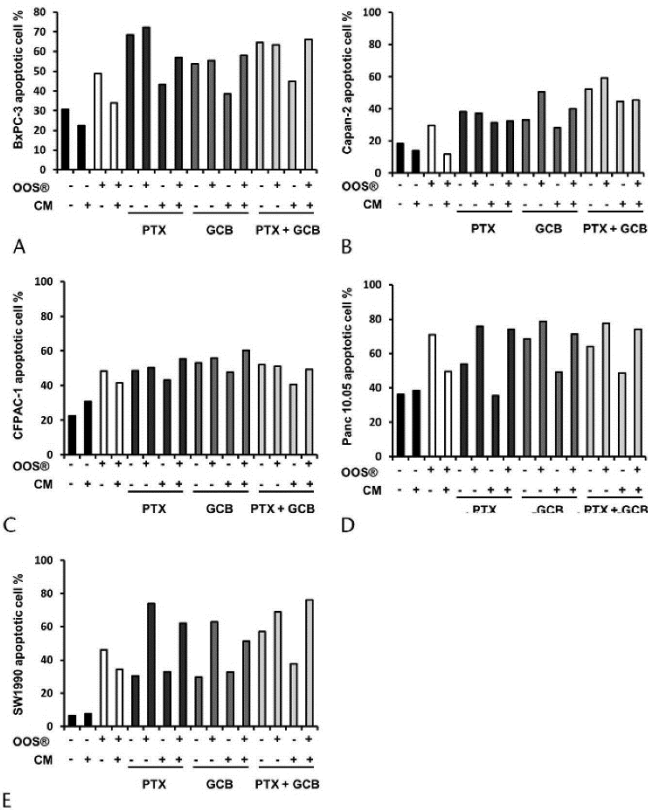 BxPC-3 apoptotic cell %
80
70
60
50
40
30
20
10
0
OOS® - - + + - + - + - + - + - + - +
CM - + - + - - + + - - + + - - + +
PTX GCB PTX + GCB
A
Capan-2 apoptotic cell %
100
80
60
40
20
0
OOS® - - + + - + - + - + - + - + - +
CM - + - + - - + + - - + + - - + +
PTX GCB PTX + GCB
B
CFPAC-1 apoptotic cell %
100
80
60
40
20
0
OOS® - - + + - + - + - + - + - + - +
CM - + - + - - + + - - + + - - + +
PTX GCB PTX + GCB
C
Panc 10.05 apoptotic cell %
100
80
60
40
20
0
OOS® - - + + - + - + - + - + - + - +
CM - + - + - - + + - - + + - - + +
PTX GCB PTX + GCB
D
SW1990 apoptotic cell %
100
80
60
40
20
0
OOS® - - + + - + - + - + - + - + - +
CM - + - + - - + + - - + + - - + +
PTX GCB PTX + GCB
E